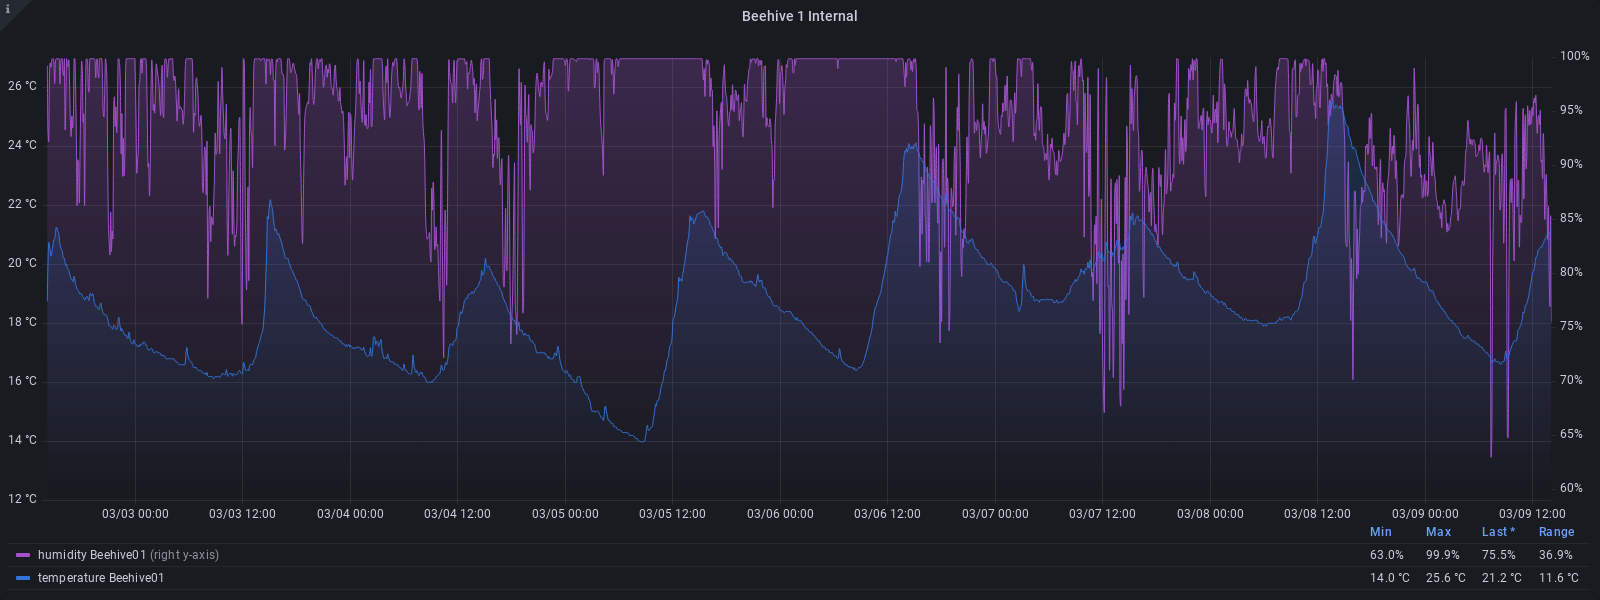 i
Beehive 1 Internal
26 °C
24 °C
22 °C
20 °C
18 °C
16 °C
14 °C
12 °C
100%
95%
90%
85%
80%
75%
70%
65%
60%
03/03 00:00 03/03 12:00 03/04 00:00 03/04 12:00 03/05 00:00 03/05 12:00 03/06 00:00 03/06 12:00 03/07 00:00 03/07 12:00 03/08 00:00 03/08 12:00 03/09 00:00 03/09 12:00
Min Max Last * Range
humidity Beehive01 (right y-axis) 63.0% 99.9% 75.5% 36.9%
temperature Beehive01 14.0 °C 25.6 °C 21.2 °C 11.6 °C